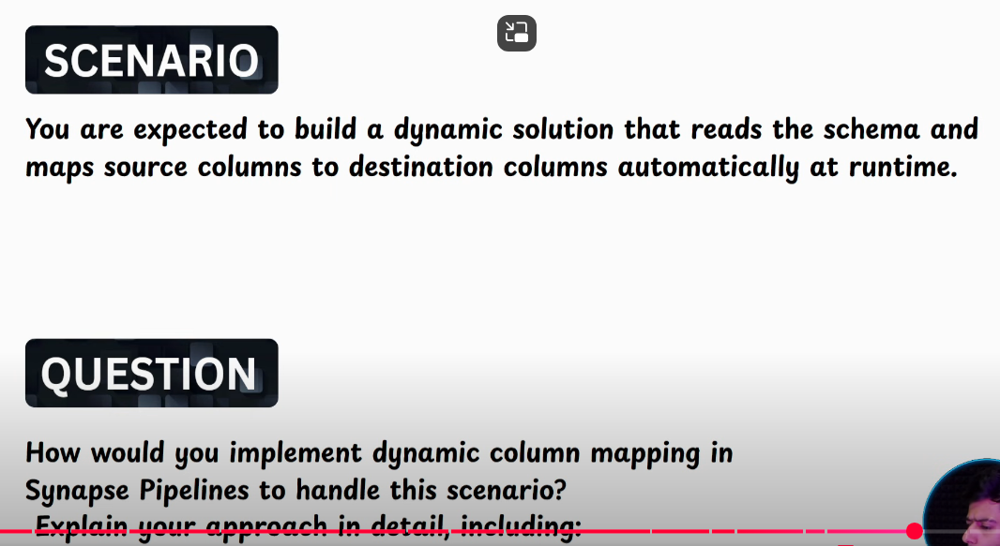 SCENARIO
You are expected to build a dynamic solution that reads the schema and
maps source columns to destination columns automatically at runtime.
QUESTION
How would you implement dynamic column mapping in
Synapse Pipelines to handle this scenario?
Explain your approach in detail, including: